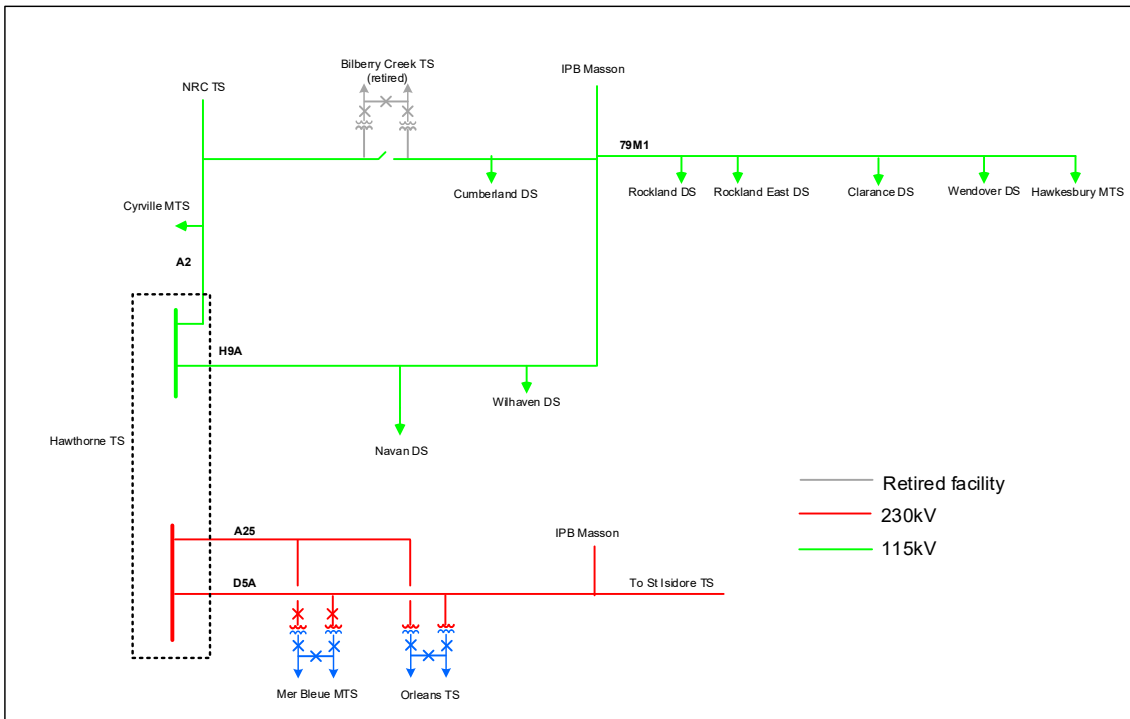 Bilberry Creek TS
(retired)
IPB Masson
NRC TS
79M1
Cumberland DS
Rockland DS
Rockland East DS
Clarance DS
Wendover DS
Hawkesbury MTS
Cyrville MTS
A2
H9A
Wilhaven DS
Hawthorne TS
Navan DS
Retired facility
230kV
115kV
A25
IPB Masson
D5A
To St Isidore TS
Mer Bleue MTS
Orleans TS